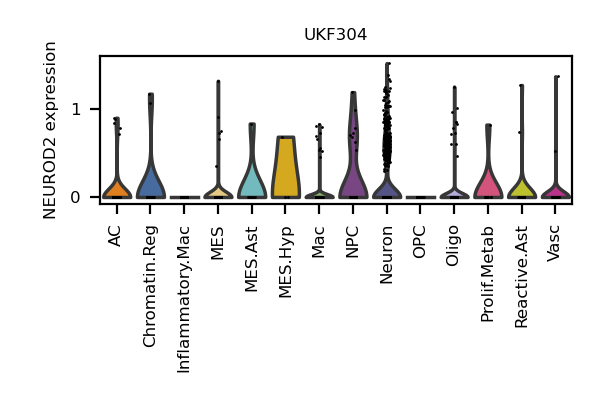 UKF304
NEUROD2 expression
1
0
AC
Chromatin.Reg
Inflammatory.Mac
MES
MES.Ast
MES.Hyp
Mac
NPC
Neuron
OPC
Oligo
Prolif.Metab
Reactive.Ast
Vasc